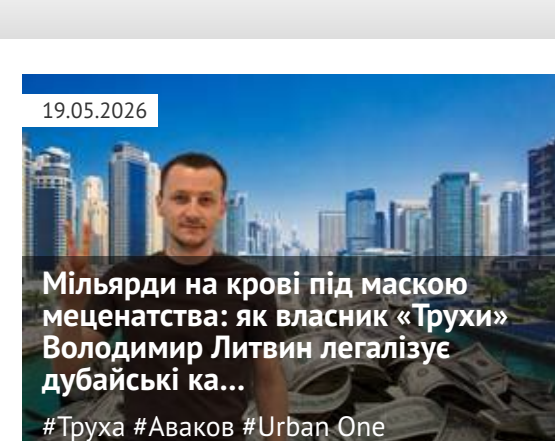 19.05.2026
Мільярди на крові під маскою
меценатства: як власник «Трухи»
Володимир Литвин легалізує
дубайські ка...
#Труха #Аваков #Urban One